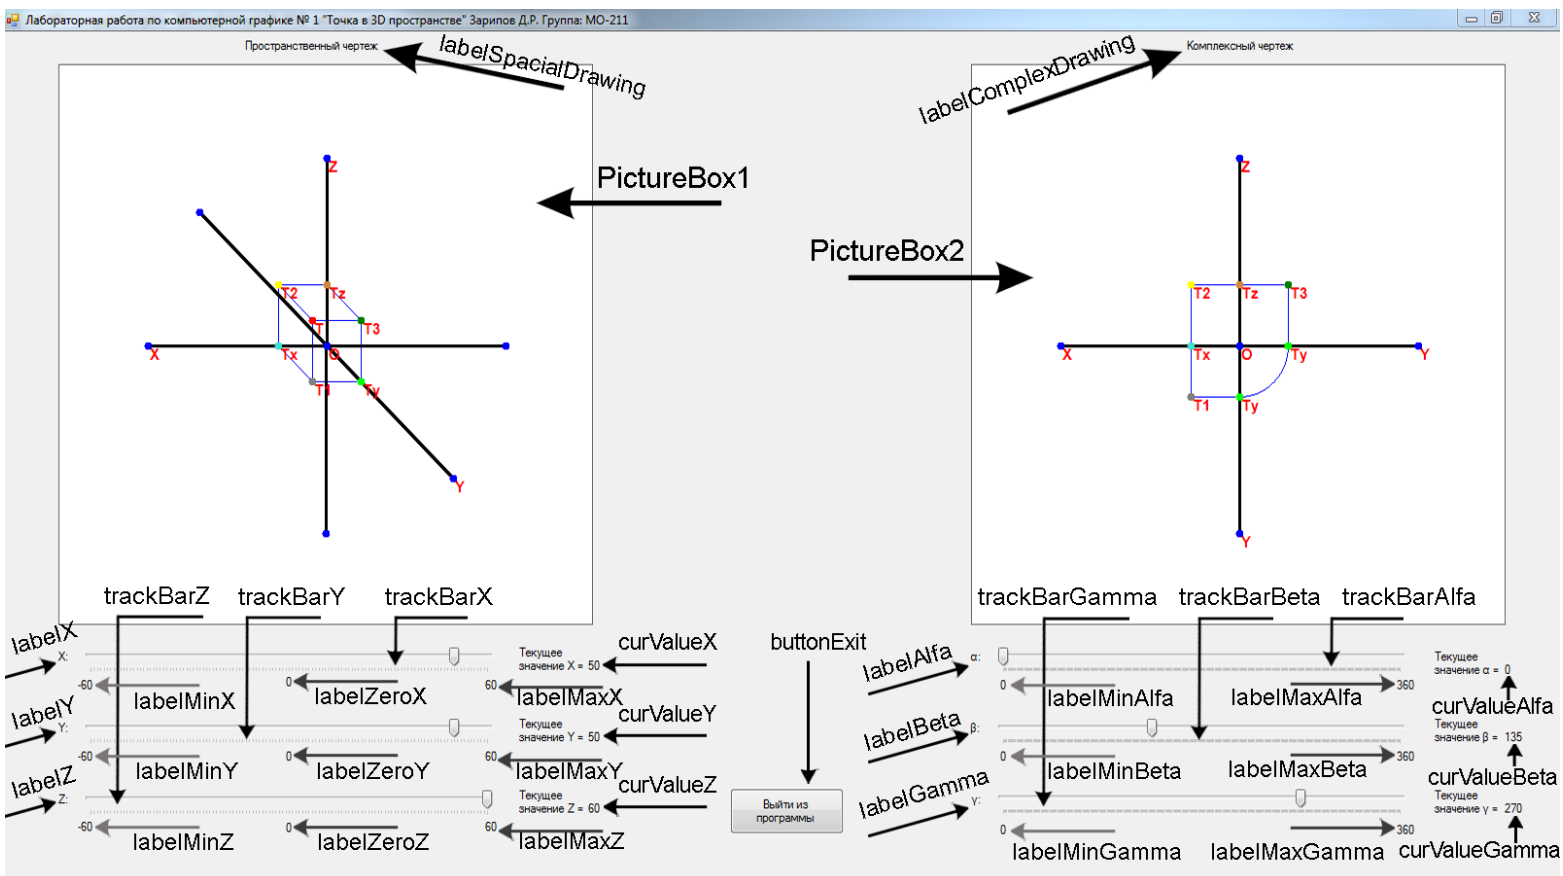 Лабораторная работа по компьютерной графике № 1 "Точка в 3D пространстве" Зарипов Д.Р. Группа: МО-211
Пространственный чертеж
labelSpacialDrawing
labelComplexDrawing
Комплексный чертеж
PictureBox1
PictureBox2
Z
T2
Tz
T
T3
X
Tx
O
T1
Ty
Y
Z
T2
Tz
T3
X
Tx
O
Ty
Y
T1
Ty
Y
trackBarZ
trackBarY
trackBarX
trackBarGamma
trackBarBeta
trackBarAlfa
labelX
X:
Текущее
значение X = 50
curValueX
-60
labelMinX
0
labelZeroX
60
labelMaxX
labelY
Y:
Текущее
значение Y = 50
curValueY
-60
labelMinY
0
labelZeroY
60
labelMaxY
labelZ
Z:
Текущее
значение Z = 60
curValueZ
-60
labelMinZ
0
labelZeroZ
60
labelMaxZ
buttonExit
Выйти из
программы
labelAlfa
α:
Текущее
значение α = 0
curValueAlfa
0
labelMinAlfa
labelMaxAlfa
360
labelBeta
β:
Текущее
значение β = 135
curValueBeta
0
labelMinBeta
labelMaxBeta
360
labelGamma
γ:
Текущее
значение γ = 270
curValueGamma
0
labelMinGamma
labelMaxGamma
360